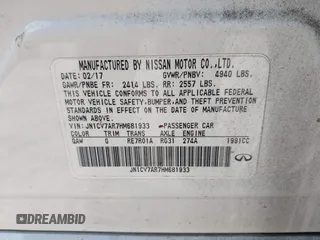 MANUFACTURED BY NISSAN MOTOR CO.,LTD.
DATE: 02/17 GVWR/PNBV: 4940 LBS.
GAWR/PNBE FR: 2414 LBS. RR: 2557 LBS.
THIS VEHICLE CONFORMS TO ALL APPLICABLE FEDERAL
MOTOR VEHICLE SAFETY,BUMPER,AND THEFT PREVENTION
STANDARDS IN EFFECT ON THE DATE OF MANUFACTURE
SHOWN ABOVE.
VIN: JN1CV7AR7HM681933 PASSENGER CAR
COLOR TRIM TRANS AXLE ENGINE
QAW G RE7R01A RG31 274A 1991CC
JN1CV7AR7HM681933
INFINITI
DREAMBID